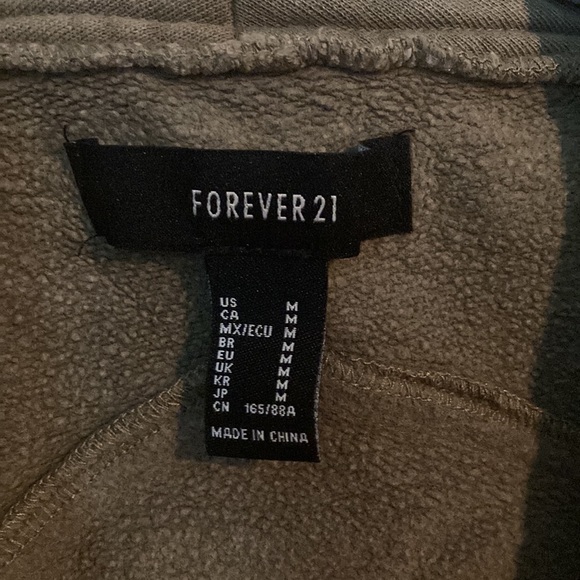 FOREVER 21
US M
CA M
MX/ECU M
BR M
EU M
UK M
KR M
JP M
CN 165/88A
MADE IN CHINA